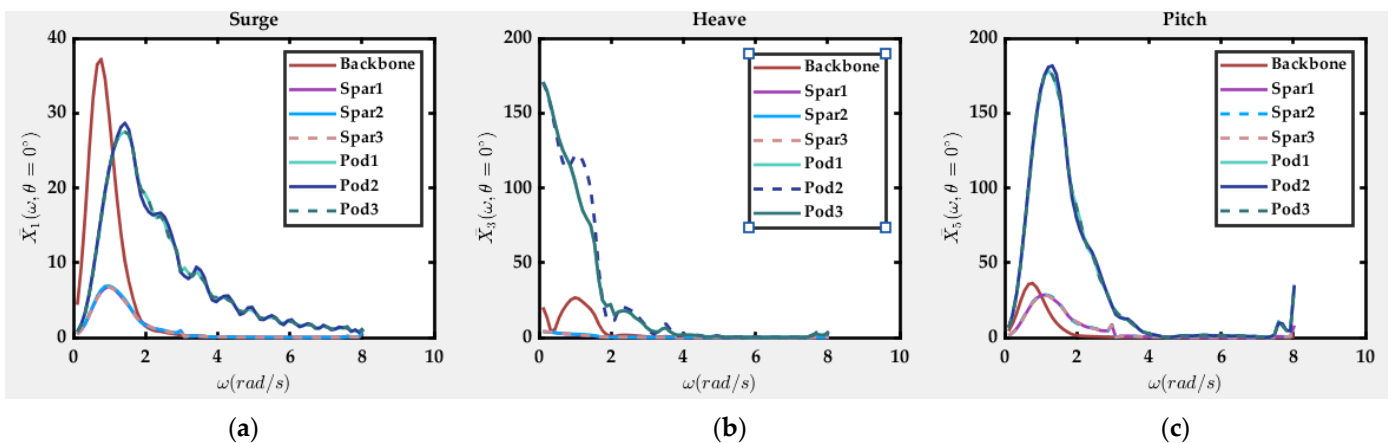 Surge
40
30
20
10
0
0 2 4 6 8 10
X̄₁(ω, θ = 0°)
ω(rad/s)
Backbone
Spar1
Spar2
Spar3
Pod1
Pod2
Pod3
(a)
Heave
200
150
100
50
0
0 2 4 6 8 10
X̄₃(ω, θ = 0°)
ω(rad/s)
Backbone
Spar1
Spar2
Spar3
Pod1
Pod2
Pod3
(b)
Pitch
200
150
100
50
0
0 2 4 6 8 10
X̄₅(ω, θ = 0°)
ω(rad/s)
Backbone
Spar1
Spar2
Spar3
Pod1
Pod2
Pod3
(c)